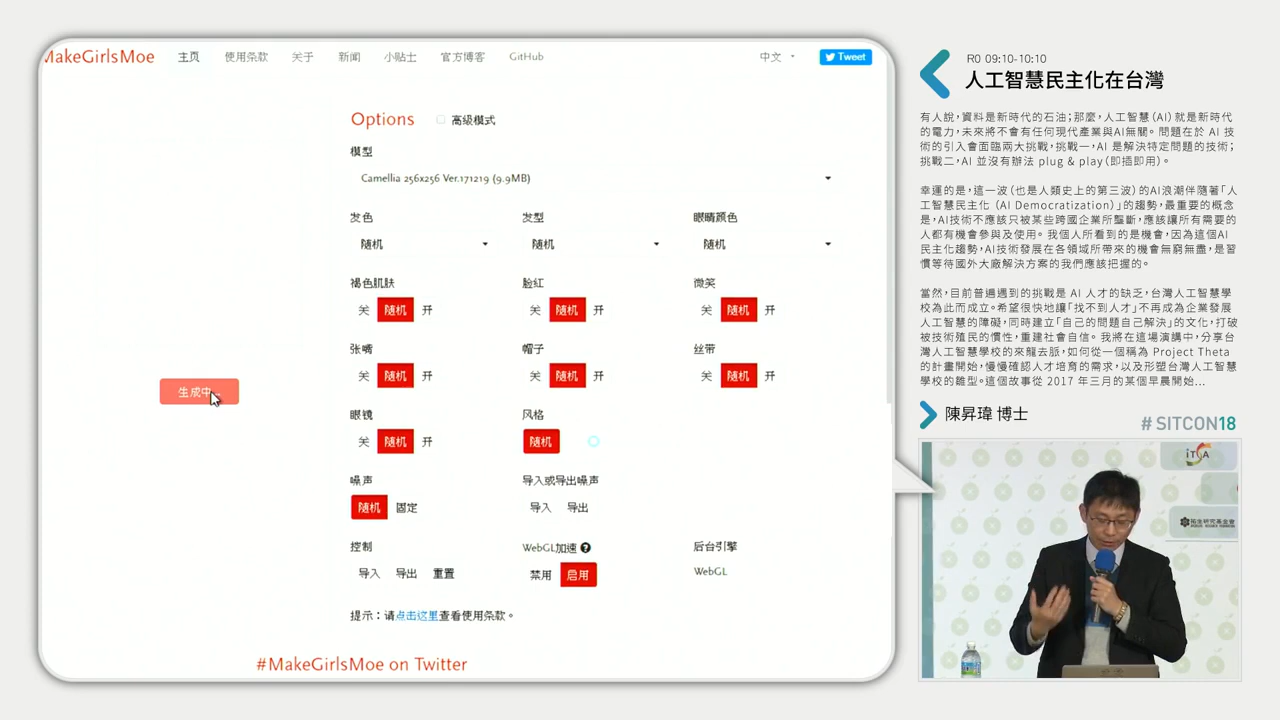 MakeGirlsMoe 主页 使用条款 关于 新闻 小贴士 官方博客 GitHub 中文 Tweet
Options 高级模式
模型
Camellia 256x256 Ver.171219 (9.9MB)
发色 发型 眼睛颜色
随机 随机 随机
褐色肌肤 脸红 微笑
关 随机 开 关 随机 开 关 随机 开
张嘴 帽子 丝带
关 随机 开 关 随机 开 关 随机 开
生成中
眼镜 风格
关 随机 开 随机
噪声 导入或导出噪声
随机 固定 导入 导出
控制 WebGL加速 后台引擎
导入 导出 重置 禁用 启用 WebGL
提示：请点击这里查看使用条款。
#MakeGirlsMoe on Twitter
R0 09:10-10:10
人工智慧民主化在台灣
有人說，資料是新時代的石油；那麼，人工智慧（AI）就是新時代
的電力，未來將不會有任何現代產業與AI無關。問題在於 AI 技
術的引入會面臨兩大挑戰，挑戰一，AI 是解決特定問題的技術；
挑戰二，AI 並沒有辦法 plug & play（即插即用）。
幸運的是，這一波（也是人類史上的第三波）的AI浪潮伴隨著「人
工智慧民主化（AI Democratization）」的趨勢，最重要的概念
是，AI技術不應該只被某些跨國企業所壟斷，應該讓所有需要的
人都有機會參與及使用。我個人所看到的是機會，因為這個AI
民主化趨勢，AI技術發展在各領域所帶來的機會無窮無盡，是習
慣等待國外大廠解決方案的我們應該把握的。
當然，目前普遍遇到的挑戰是 AI 人才的缺乏，台灣人工智慧學
校為此而成立。希望很快地讓「找不到人才」不再成為企業發展
人工智慧的障礙，同時建立「自己的問題自己解決」的文化，打破
被技術殖民的慣性，重建社會自信。我將在這場演講中，分享台
灣人工智慧學校的來龍去脈，如何從一個稱為 Project Theta
的計畫開始，慢慢確認人才培育的需求，以及形塑台灣人工智慧
學校的雛型。這個故事從 2017 年三月的某個早晨開始...
陳昇瑋 博士
# SITCON18
iTSA